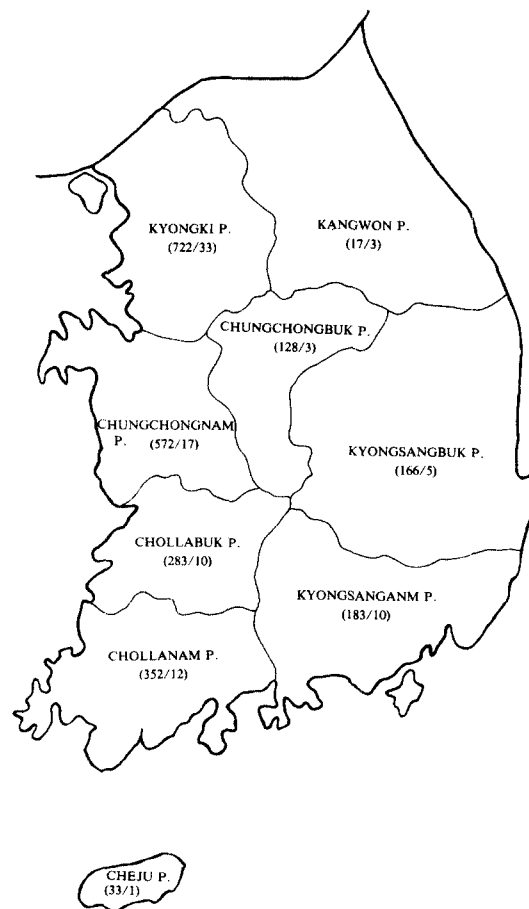 KYONGKI P.
(722/33)
KANGWON P.
(17/3)
CHUNGCHONGBUK P.
(128/3)
CHUNGCHONGNAM
P.
(572/17)
KYONGSANGBUK P.
(166/5)
CHOLLABUK P.
(283/10)
KYONGSANGANM P.
(183/10)
CHOLLANAM P.
(352/12)
CHEJU P.
(33/1)